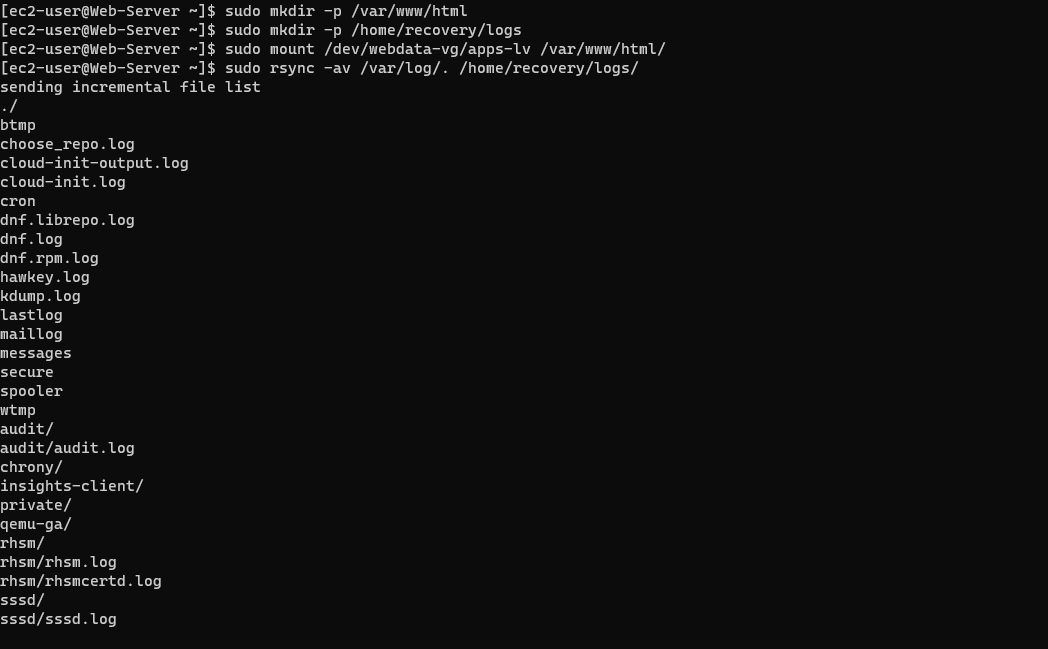 [ec2-user@Web-Server ~]$ sudo mkdir -p /var/www/html
[ec2-user@Web-Server ~]$ sudo mkdir -p /home/recovery/logs
[ec2-user@Web-Server ~]$ sudo mount /dev/webdata-vg/apps-lv /var/www/html/
[ec2-user@Web-Server ~]$ sudo rsync -av /var/log/. /home/recovery/logs/
sending incremental file list
./
btmp
choose_repo.log
cloud-init-output.log
cloud-init.log
cron
dnf.librepo.log
dnf.log
dnf.rpm.log
hawkey.log
kdump.log
lastlog
maillog
messages
secure
spooler
wtmp
audit/
audit/audit.log
chrony/
insights-client/
private/
qemu-ga/
rhsm/
rhsm/rhsm.log
rhsm/rhsmcertd.log
sssd/
sssd/sssd.log